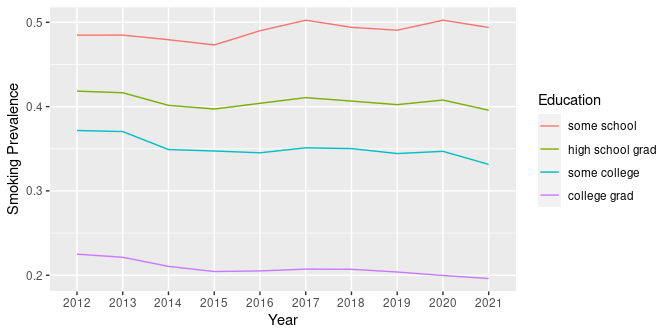 Smoking Prevalence
0.5
0.4
0.3
0.2
2012 2013 2014 2015 2016 2017 2018 2019 2020 2021
Year
Education
some school
high school grad
some college
college grad